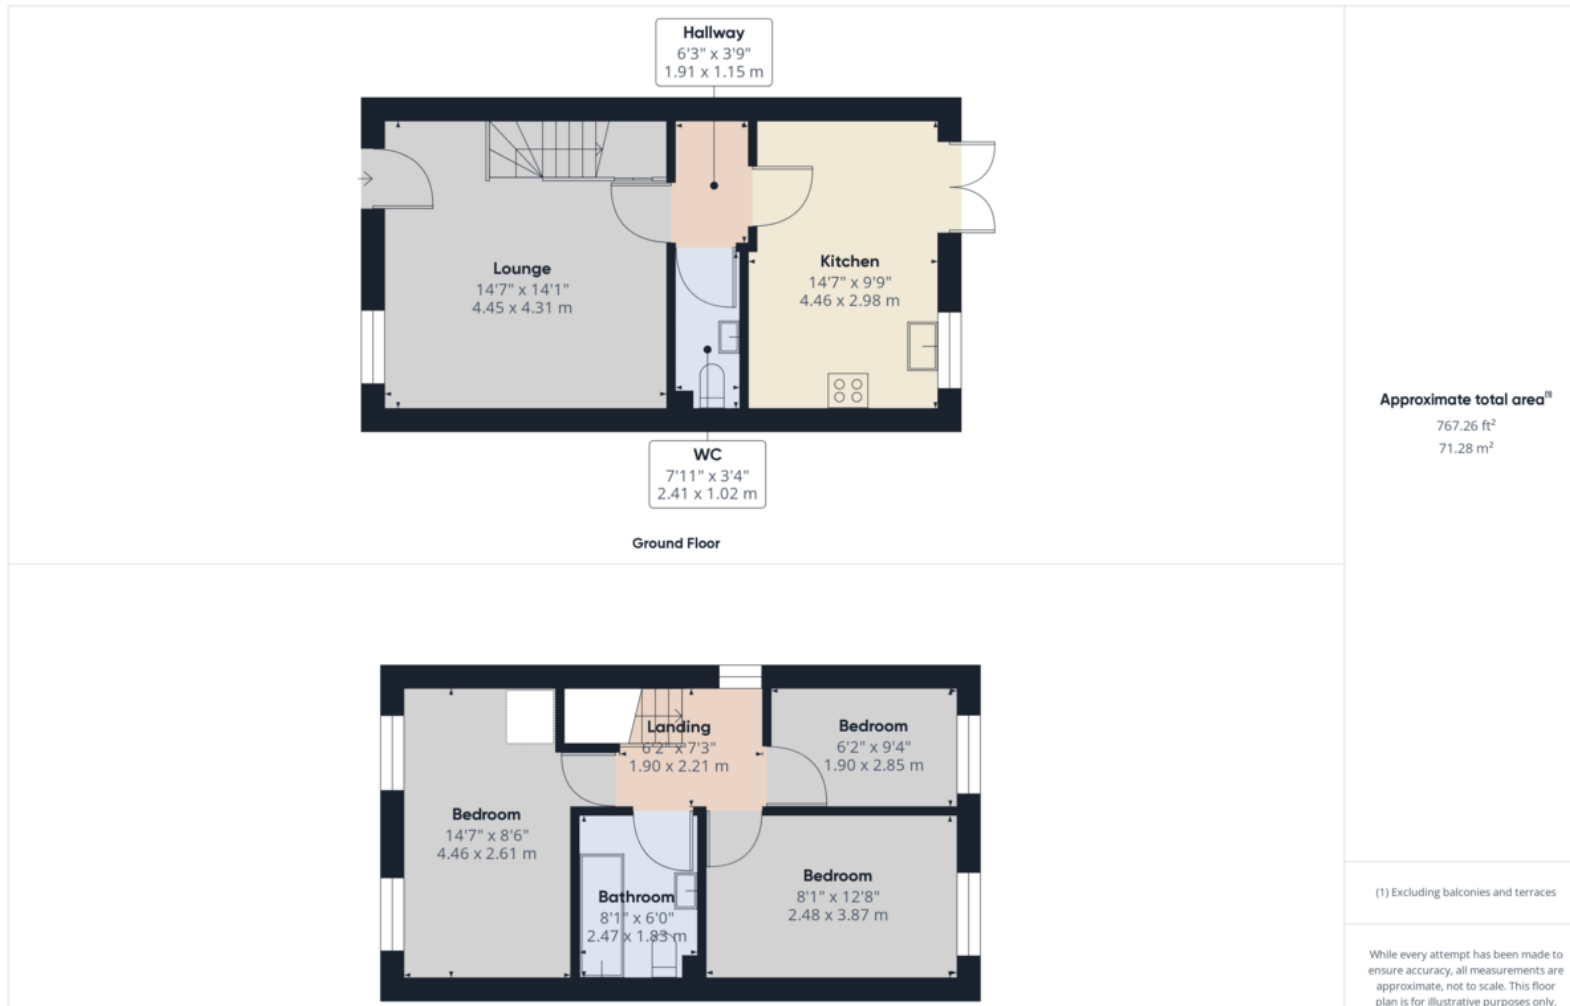 Hallway
6'3" x 3'9"
1.91 x 1.15 m
Lounge
14'7" x 14'1"
4.45 x 4.31 m
Kitchen
14'7" x 9'9"
4.46 x 2.98 m
WC
7'11" x 3'4"
2.41 x 1.02 m
Ground Floor
Landing
6'2" x 7'3"
1.90 x 2.21 m
Bedroom
6'2" x 9'4"
1.90 x 2.85 m
Bedroom
14'7" x 8'6"
4.46 x 2.61 m
Bathroom
8'1" x 6'0"
2.47 x 1.83 m
Bedroom
8'1" x 12'8"
2.48 x 3.87 m
Approximate total area⁽¹⁾
767.26 ft²
71.28 m²
(1) Excluding balconies and terraces
While every attempt has been made to
ensure accuracy, all measurements are
approximate, not to scale. This floor
plan is for illustrative purposes only.